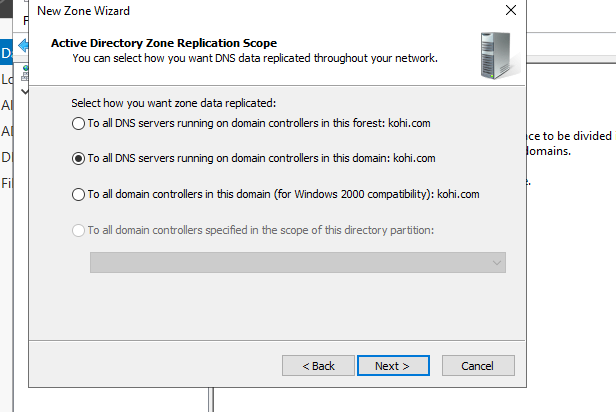 New Zone Wizard
Active Directory Zone Replication Scope
You can select how you want DNS data replicated throughout your network.
Select how you want zone data replicated:
To all DNS servers running on domain controllers in this forest: kohi.com
To all DNS servers running on domain controllers in this domain: kohi.com
To all domain controllers in this domain (for Windows 2000 compatibility): kohi.com
To all domain controllers specified in the scope of this directory partition:
< Back
Next >
Cancel
to be divided